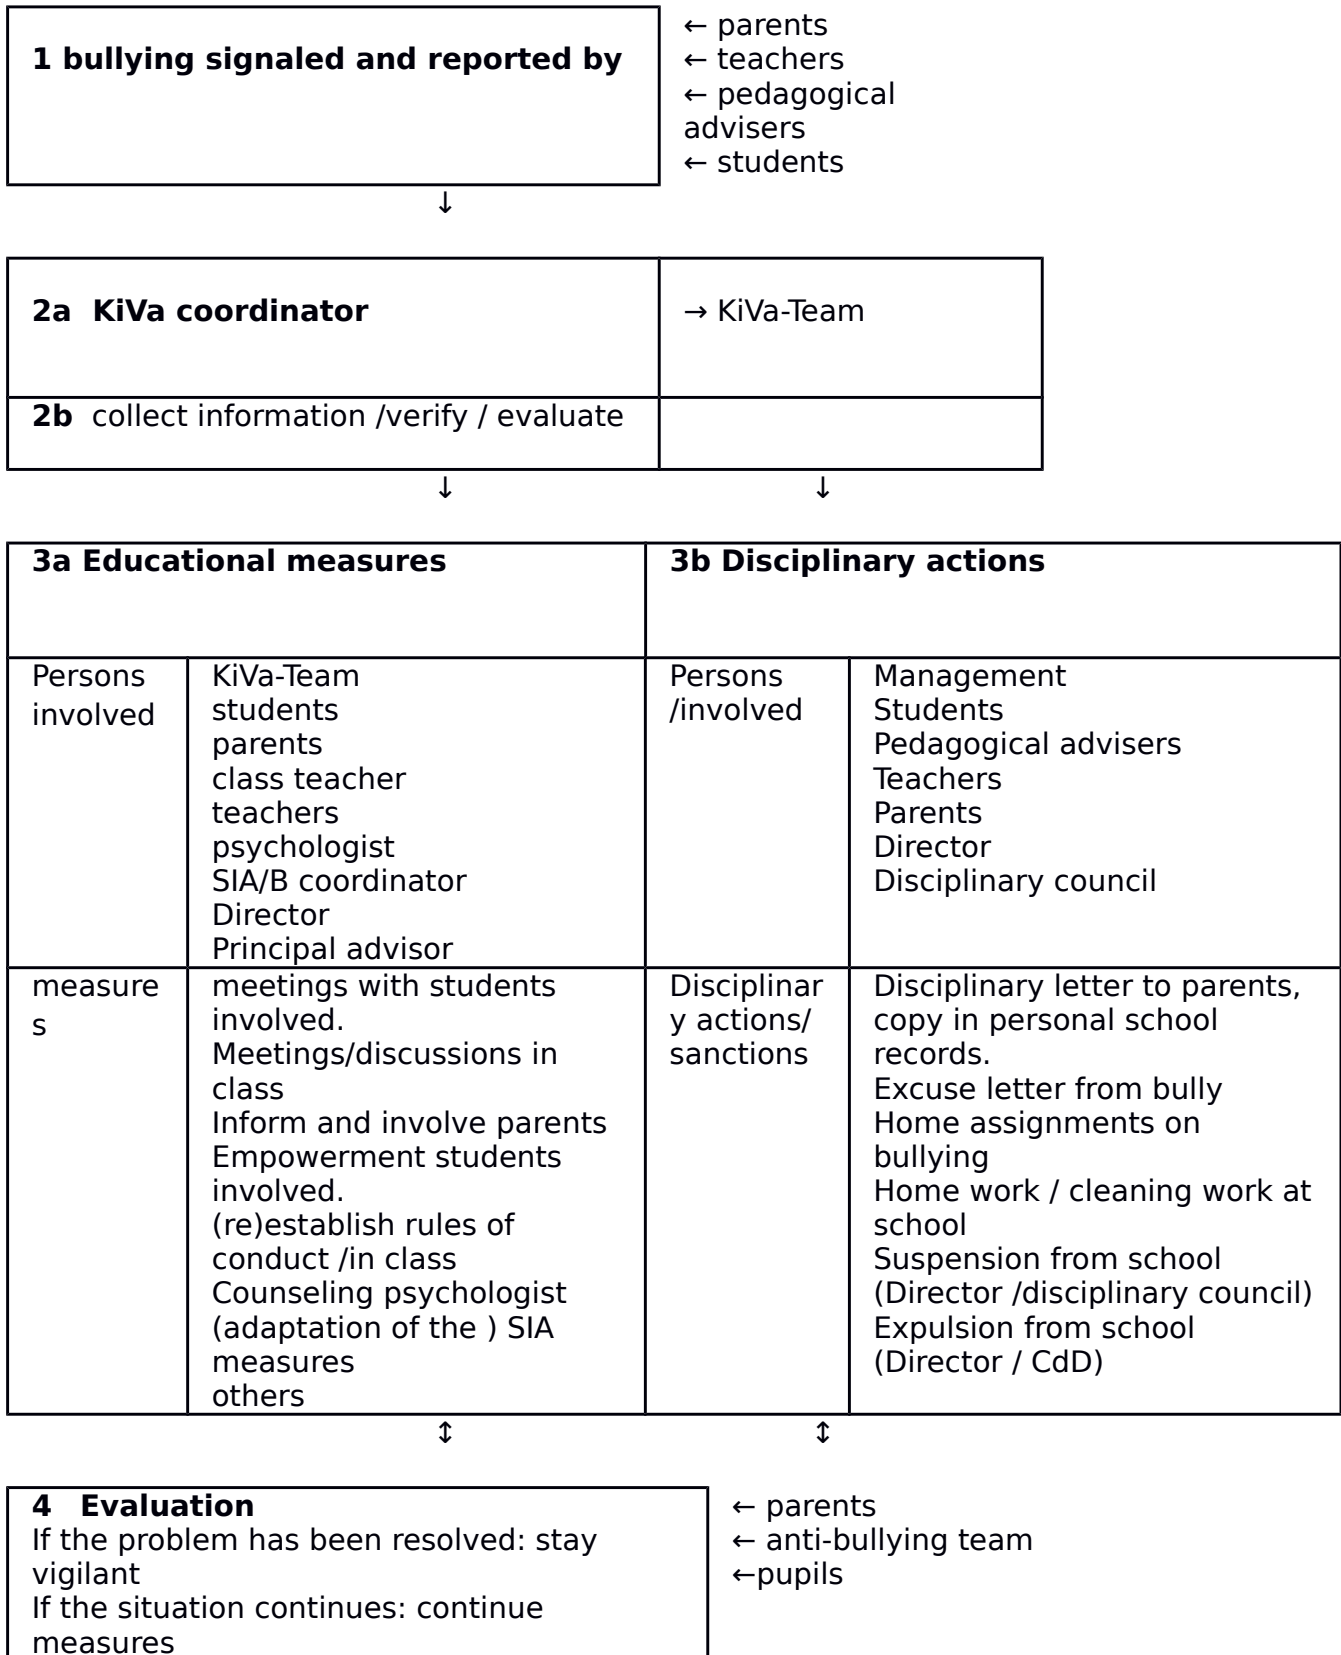 1 bullying signaled and reported by
← parents
← teachers
← pedagogical
advisers
← students
↓
2a  KiVa coordinator
→ KiVa-Team
2b  collect information /verify / evaluate
↓ ↓
3a Educational measures
3b Disciplinary actions
Persons
involved
KiVa-Team
students
parents
class teacher
teachers
psychologist
SIA/B coordinator
Director
Principal advisor
Persons
/involved
Management
Students
Pedagogical advisers
Teachers
Parents
Director
Disciplinary council
measure
s
meetings with students
involved.
Meetings/discussions in
class
Inform and involve parents
Empowerment students
involved.
(re)establish rules of
conduct /in class
Counseling psychologist
(adaptation of the ) SIA
measures
others
Disciplinar
y actions/
sanctions
Disciplinary letter to parents,
copy in personal school
records.
Excuse letter from bully
Home assignments on
bullying
Home work / cleaning work at
school
Suspension from school
(Director /disciplinary council)
Expulsion from school
(Director / CdD)
↕ ↕
4   Evaluation
If the problem has been resolved: stay
vigilant
If the situation continues: continue
measures
← parents
← anti-bullying team
←pupils